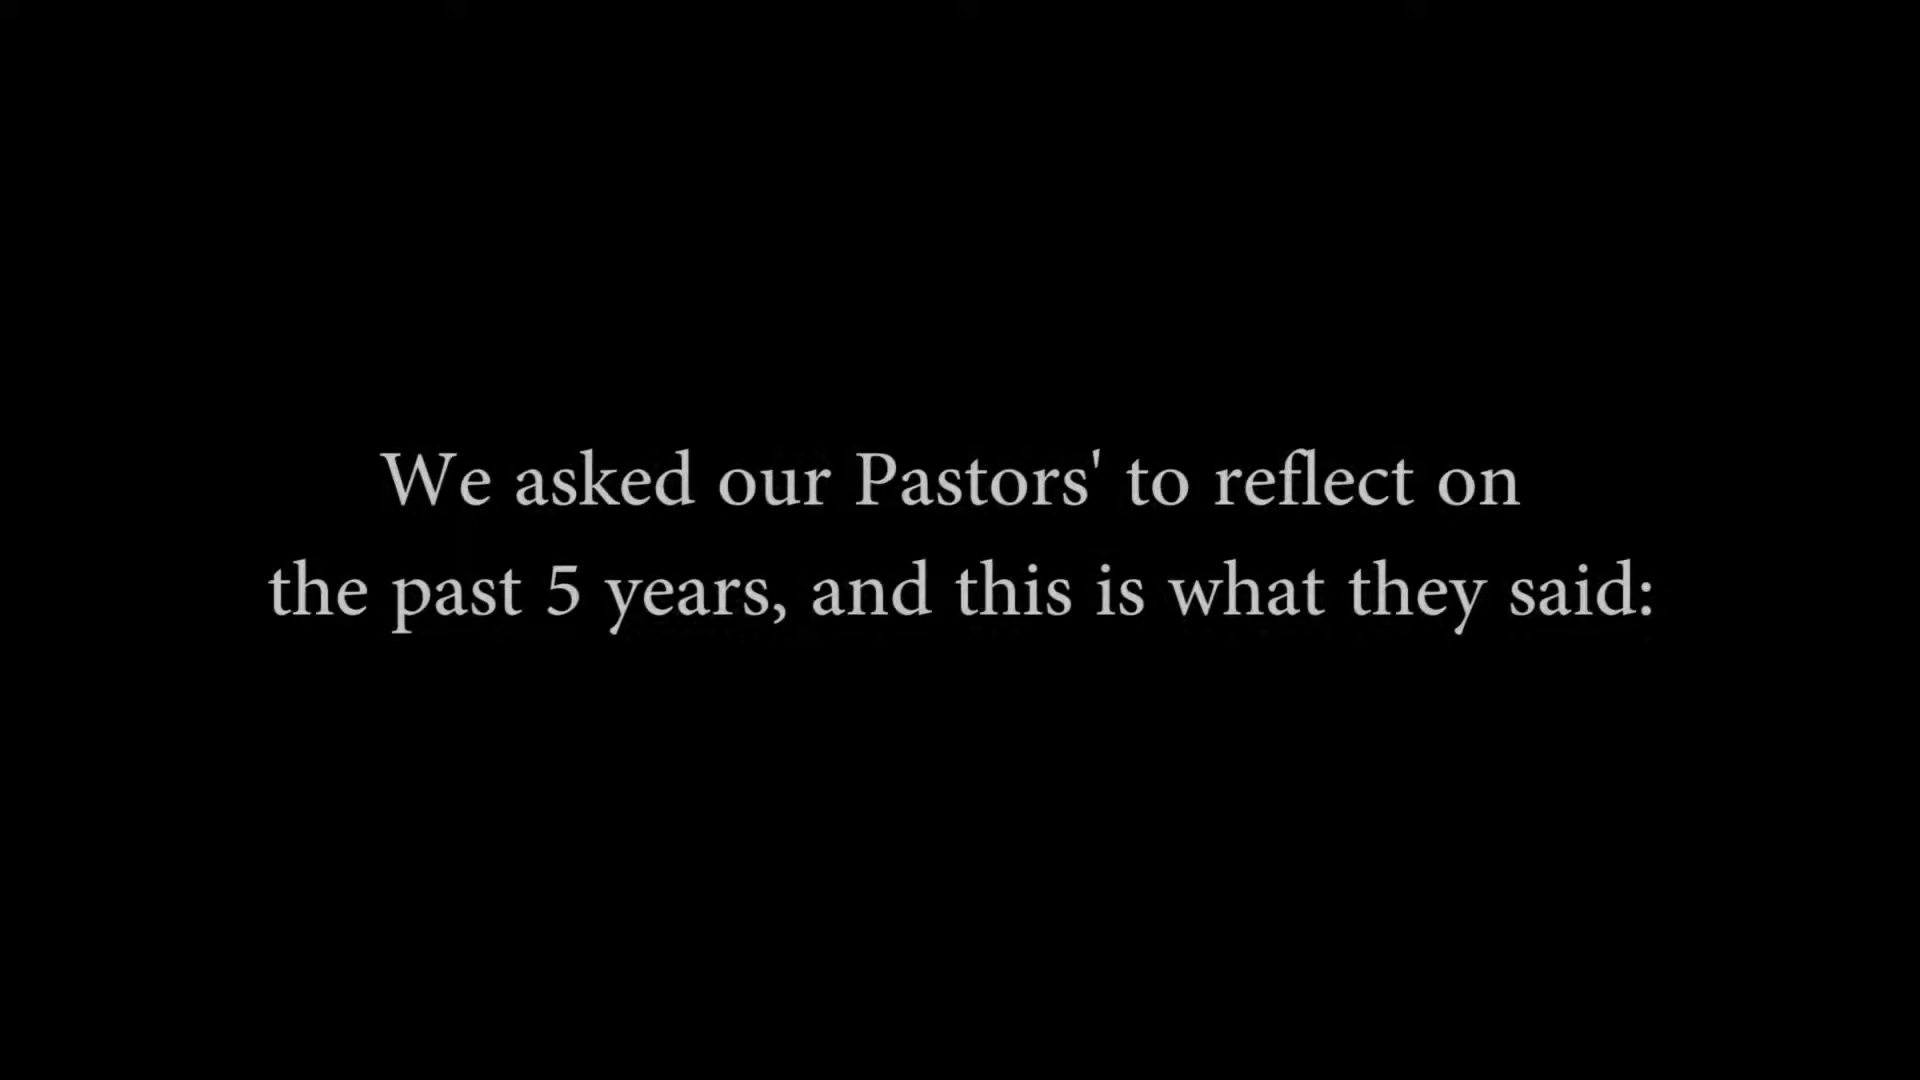 We asked our Pastors' to reflect on
the past 5 years, and this is what they said: